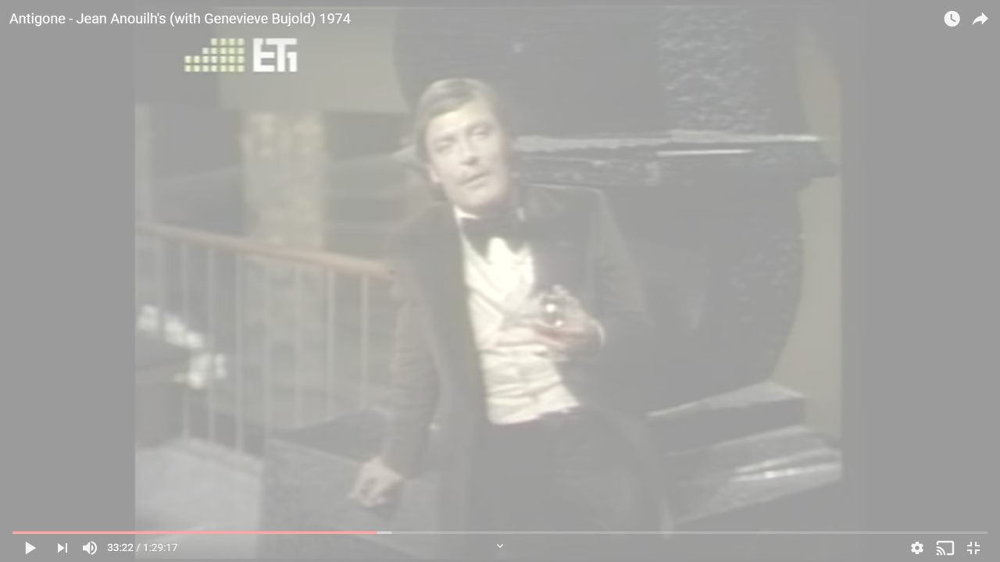 Antigone - Jean Anouilh's (with Genevieve Bujold) 1974
ET1
33:22 / 1:29:17